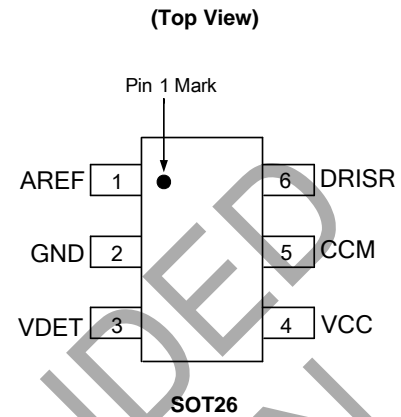 (Top View)
Pin 1 Mark
AREF 1 6 DRISR
GND 2 5 CCM
VDET 3 4 VCC
SOT26